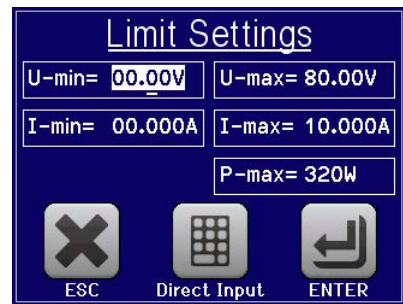 Limit Settings
U-min= 00.00V U-max= 80.00V
I-min= 00.000A I-max= 10.000A
P-max= 320W
ESC Direct Input ENTER